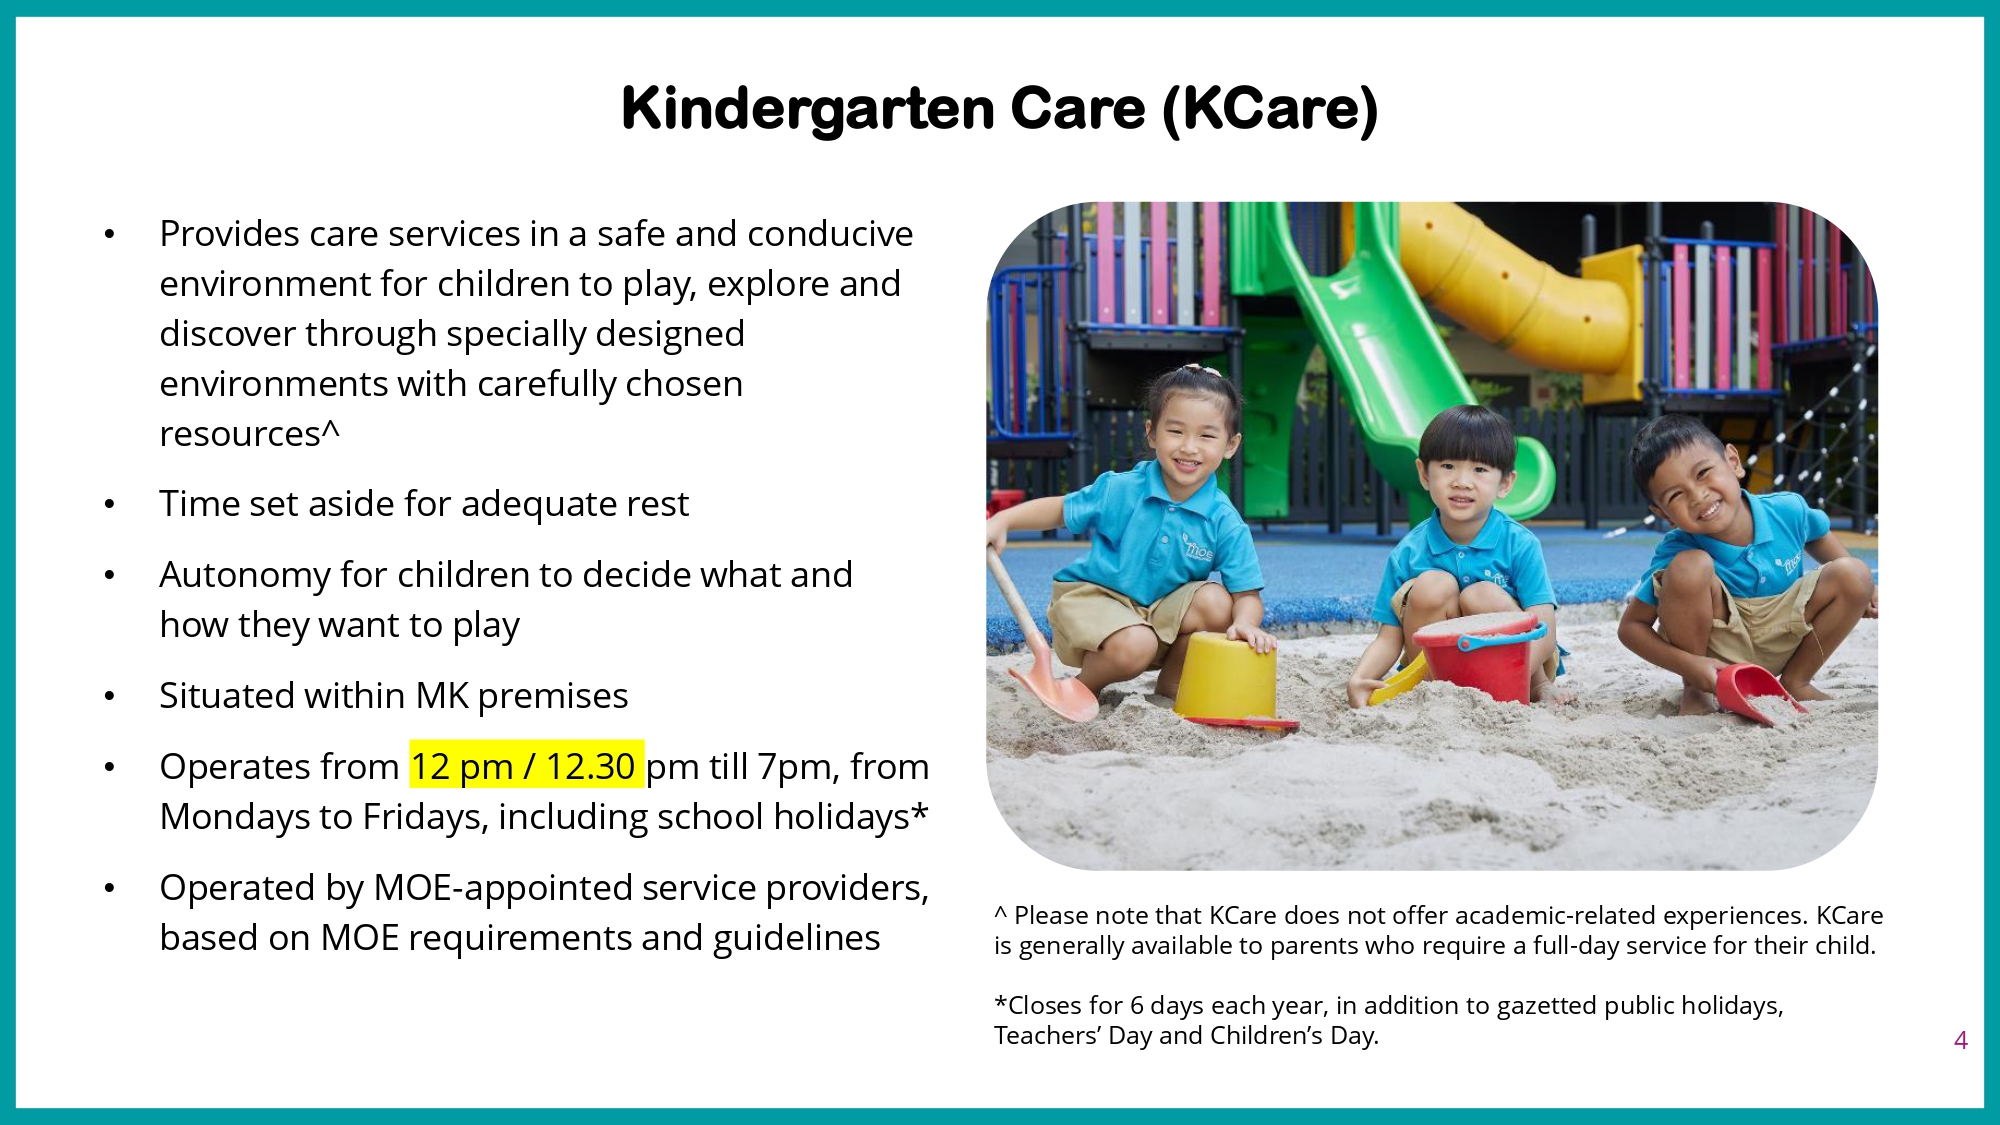 Kindergarten Care (KCare)
• Provides care services in a safe and conducive
environment for children to play, explore and
discover through specially designed
environments with carefully chosen
resources^
• Time set aside for adequate rest
• Autonomy for children to decide what and
how they want to play
• Situated within MK premises
• Operates from 12 pm / 12.30 pm till 7pm, from
Mondays to Fridays, including school holidays*
• Operated by MOE-appointed service providers,
based on MOE requirements and guidelines
moe
^ Please note that KCare does not offer academic-related experiences. KCare
is generally available to parents who require a full-day service for their child.
*Closes for 6 days each year, in addition to gazetted public holidays,
Teachers’ Day and Children’s Day.
4